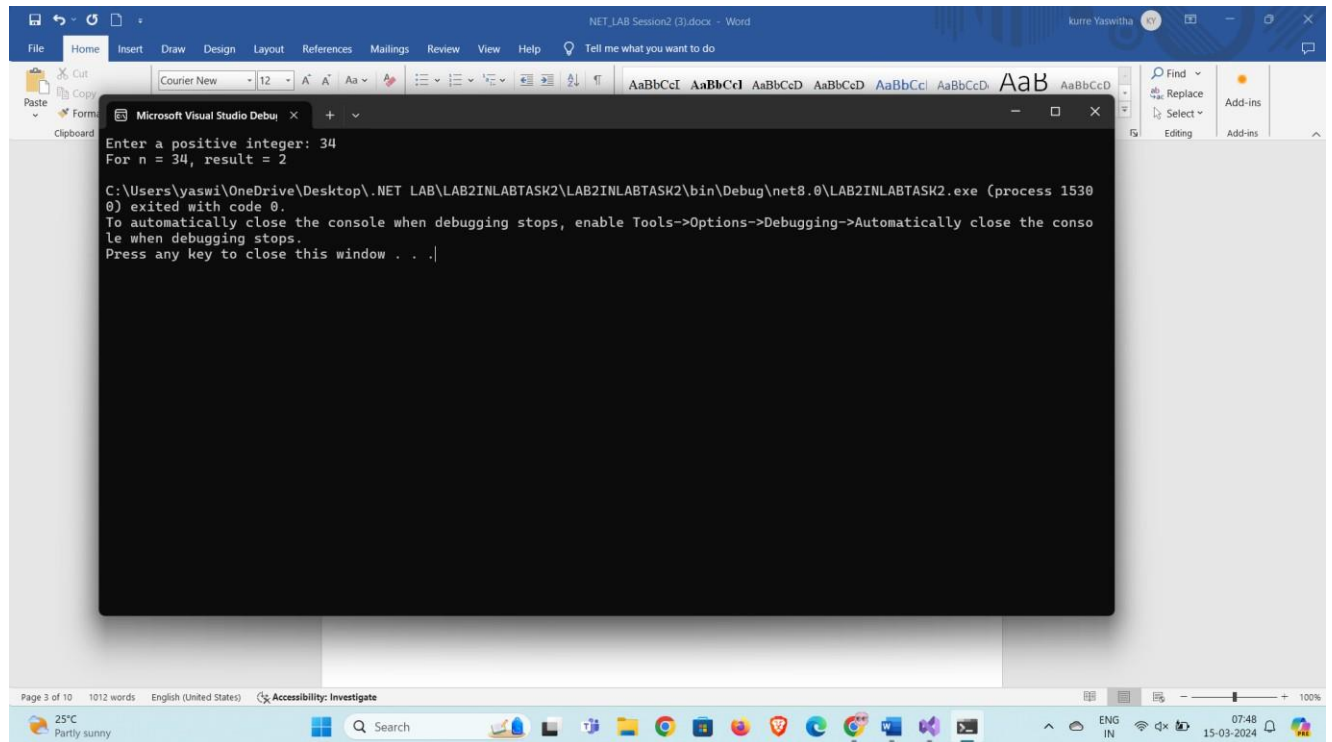 NET_LAB Session2 (3).docx - Word
kurre Yaswitha
KY
File Home Insert Draw Design Layout References Mailings Review View Help Tell me what you want to do
Cut
Copy
Paste
Clipboard
Courier New 12
AaBbCcI AaBbCcI AaBbCcD AaBbCcD AaBbCcI AaBbCcD AaB AaBbCcD
Find
Replace
Select
Editing
Add-ins
Add-ins
Microsoft Visual Studio Debu
Enter a positive integer: 34
For n = 34, result = 2
C:\Users\yaswi\OneDrive\Desktop\.NET LAB\LAB2INLABTASK2\LAB2INLABTASK2\bin\Debug\net8.0\LAB2INLABTASK2.exe (process 1530
0) exited with code 0.
To automatically close the console when debugging stops, enable Tools->Options->Debugging->Automatically close the conso
le when debugging stops.
Press any key to close this window . . .
Page 3 of 10 1012 words English (United States) Accessibility: Investigate 100%
25°C
Partly sunny
Search
ENG
IN
07:48
15-03-2024